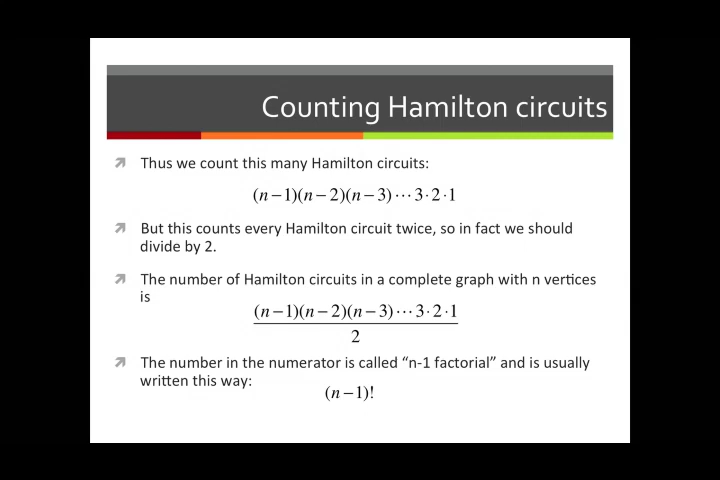 Counting Hamilton circuits
Thus we count this many Hamilton circuits:
(n−1)(n−2)(n−3)⋯3·2·1
But this counts every Hamilton circuit twice, so in fact we should
divide by 2.
The number of Hamilton circuits in a complete graph with n vertices
is
(n−1)(n−2)(n−3)⋯3·2·1
2
The number in the numerator is called “n-1 factorial” and is usually
written this way:
(n−1)!